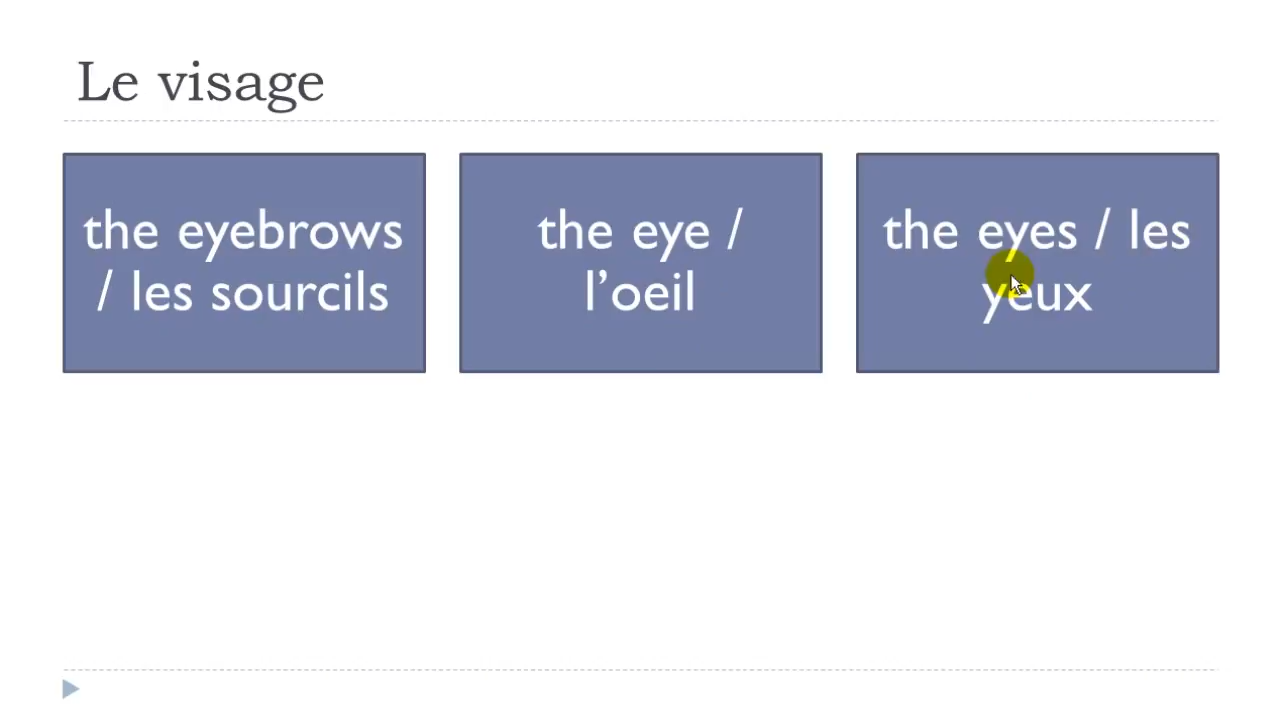 Le visage
the eyebrows
/ les sourcils
the eye /
l’oeil
the eyes / les
yeux